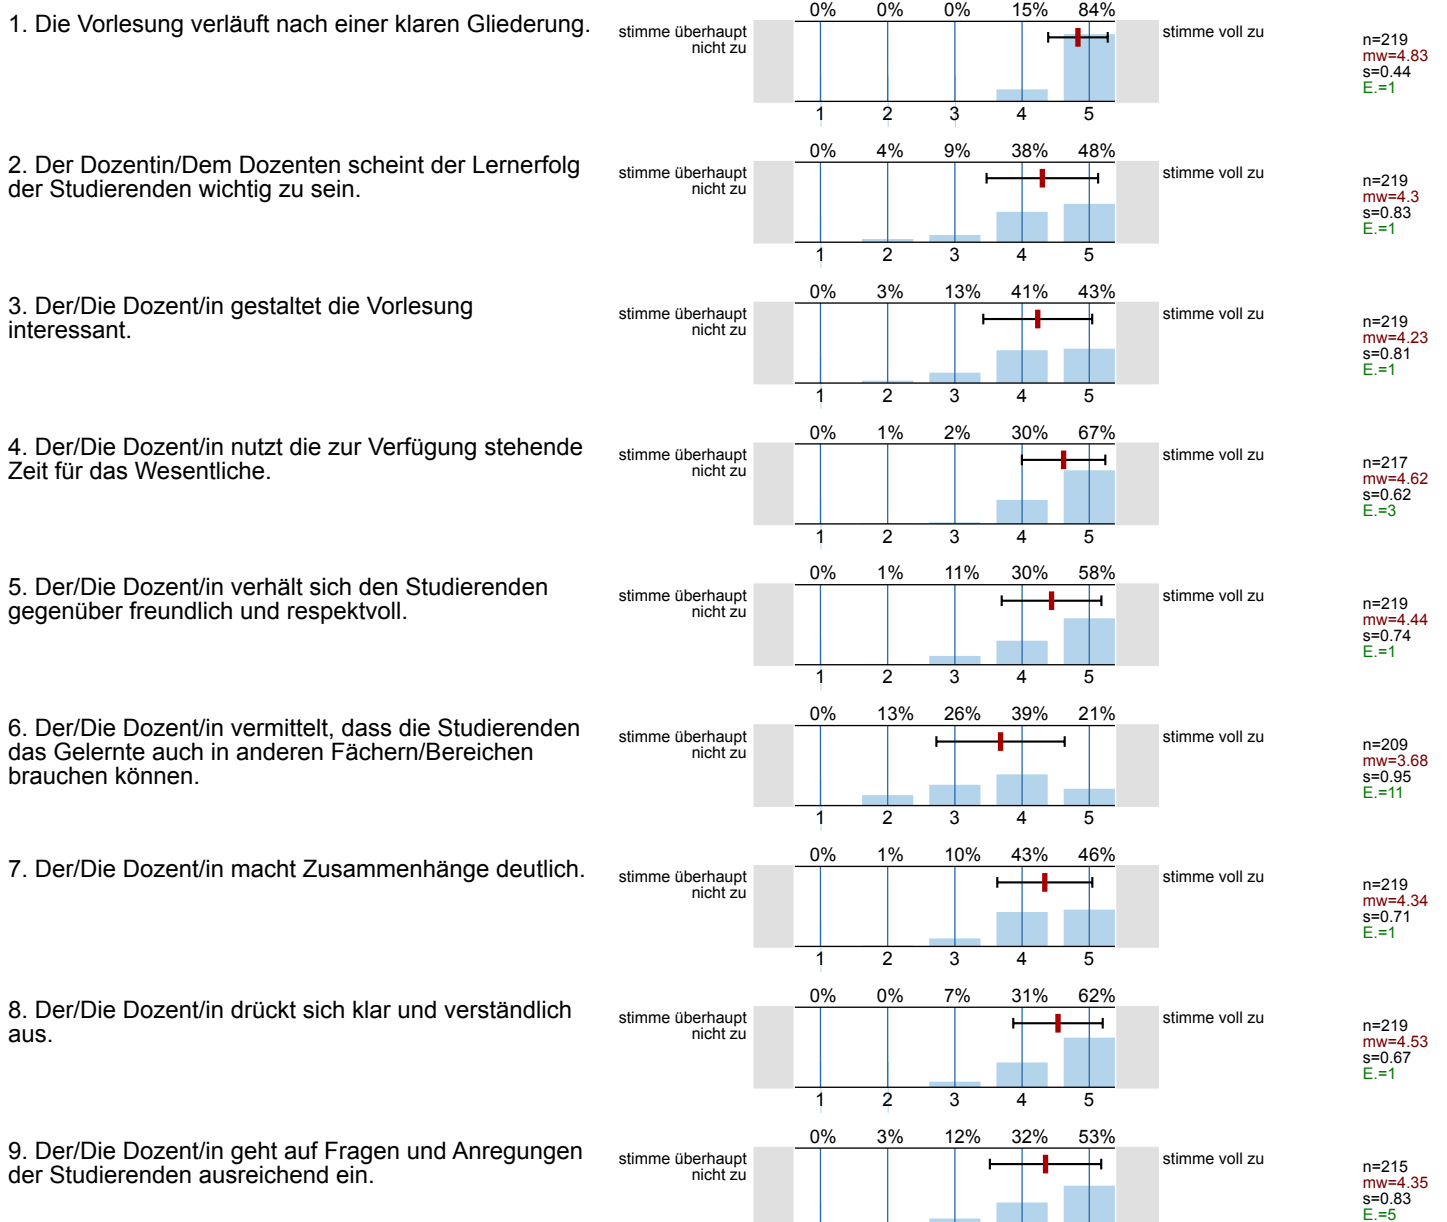 1. Die Vorlesung verläuft nach einer klaren Gliederung.
0% 0% 0% 15% 84%
stimme überhaupt
nicht zu
stimme voll zu
1 2 3 4 5
n=219
mw=4.83
s=0.44
E.=1
2. Der Dozentin/Dem Dozenten scheint der Lernerfolg
der Studierenden wichtig zu sein.
0% 4% 9% 38% 48%
stimme überhaupt
nicht zu
stimme voll zu
1 2 3 4 5
n=219
mw=4.3
s=0.83
E.=1
3. Der/Die Dozent/in gestaltet die Vorlesung
interessant.
0% 3% 13% 41% 43%
stimme überhaupt
nicht zu
stimme voll zu
1 2 3 4 5
n=219
mw=4.23
s=0.81
E.=1
4. Der/Die Dozent/in nutzt die zur Verfügung stehende
Zeit für das Wesentliche.
0% 1% 2% 30% 67%
stimme überhaupt
nicht zu
stimme voll zu
1 2 3 4 5
n=217
mw=4.62
s=0.62
E.=3
5. Der/Die Dozent/in verhält sich den Studierenden
gegenüber freundlich und respektvoll.
0% 1% 11% 30% 58%
stimme überhaupt
nicht zu
stimme voll zu
1 2 3 4 5
n=219
mw=4.44
s=0.74
E.=1
6. Der/Die Dozent/in vermittelt, dass die Studierenden
das Gelernte auch in anderen Fächern/Bereichen
brauchen können.
0% 13% 26% 39% 21%
stimme überhaupt
nicht zu
stimme voll zu
1 2 3 4 5
n=209
mw=3.68
s=0.95
E.=11
7. Der/Die Dozent/in macht Zusammenhänge deutlich.
0% 1% 10% 43% 46%
stimme überhaupt
nicht zu
stimme voll zu
1 2 3 4 5
n=219
mw=4.34
s=0.71
E.=1
8. Der/Die Dozent/in drückt sich klar und verständlich
aus.
0% 0% 7% 31% 62%
stimme überhaupt
nicht zu
stimme voll zu
1 2 3 4 5
n=219
mw=4.53
s=0.67
E.=1
9. Der/Die Dozent/in geht auf Fragen und Anregungen
der Studierenden ausreichend ein.
0% 3% 12% 32% 53%
stimme überhaupt
nicht zu
stimme voll zu
n=215
mw=4.35
s=0.83
E.=5